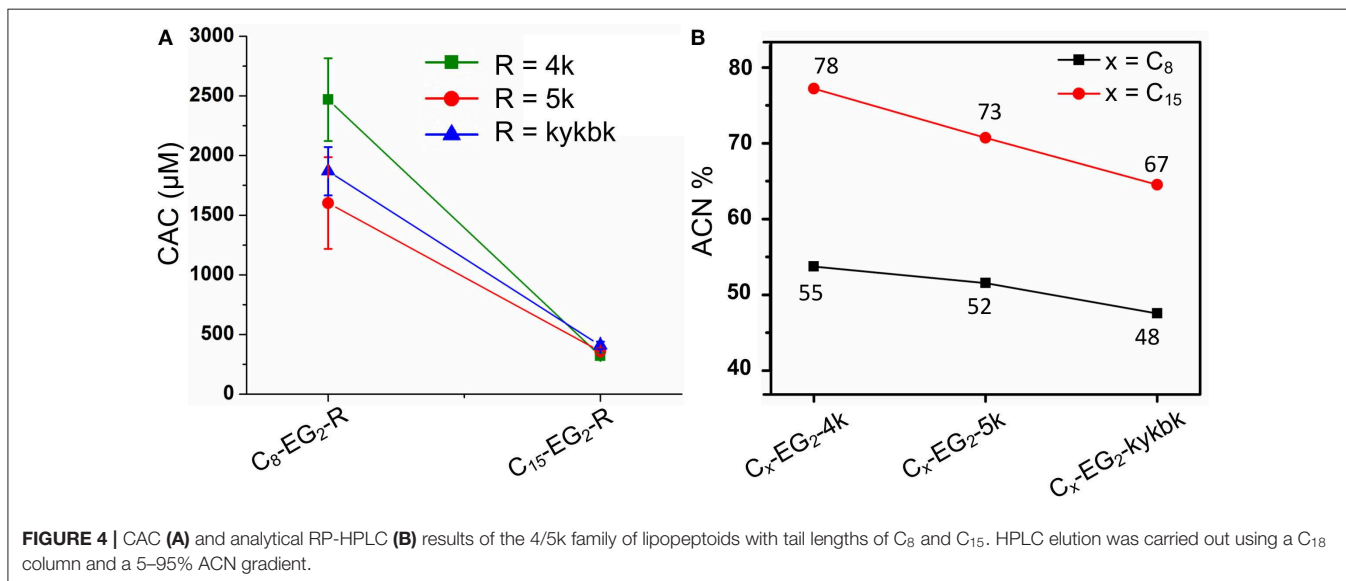 A
3000
2500
2000
1500
1000
500
0
CAC (µM)
R = 4k
R = 5k
R = kykbk
C₈-EG₂-R
C₁₅-EG₂-R
B
80
70
60
50
40
ACN %
x = C₈
x = C₁₅
78
73
67
55
52
48
Cₓ-EG₂-4k
Cₓ-EG₂-5k
Cₓ-EG₂-kykbk
FIGURE 4 | CAC (A) and analytical RP-HPLC (B) results of the 4/5k family of lipopeptoids with tail lengths of C₈ and C₁₅. HPLC elution was carried out using a C₁₈
column and a 5–95% ACN gradient.